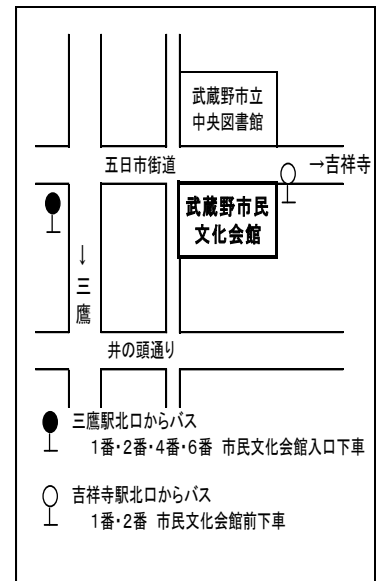 武蔵野市立
中央図書館
五日市街道
→吉祥寺
武蔵野市民
文化会館
↓三鷹
井の頭通り
三鷹駅北口からバス
1番・2番・4番・6番 市民文化会館入口下車
吉祥寺駅北口からバス
1番・2番 市民文化会館前下車